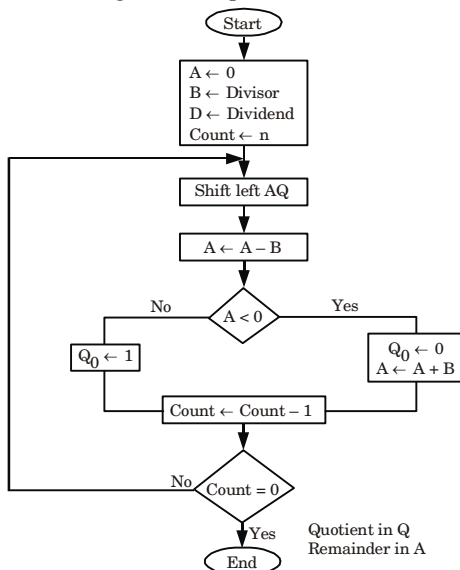 Start
A ← 0
B ← Divisor
D ← Dividend
Count ← n
Shift left AQ
A ← A – B
No
A < 0
Yes
Q0 ← 1
Q0 ← 0
A ← A + B
Count ← Count – 1
No
Count = 0
Yes
Quotient in Q
Remainder in A
End